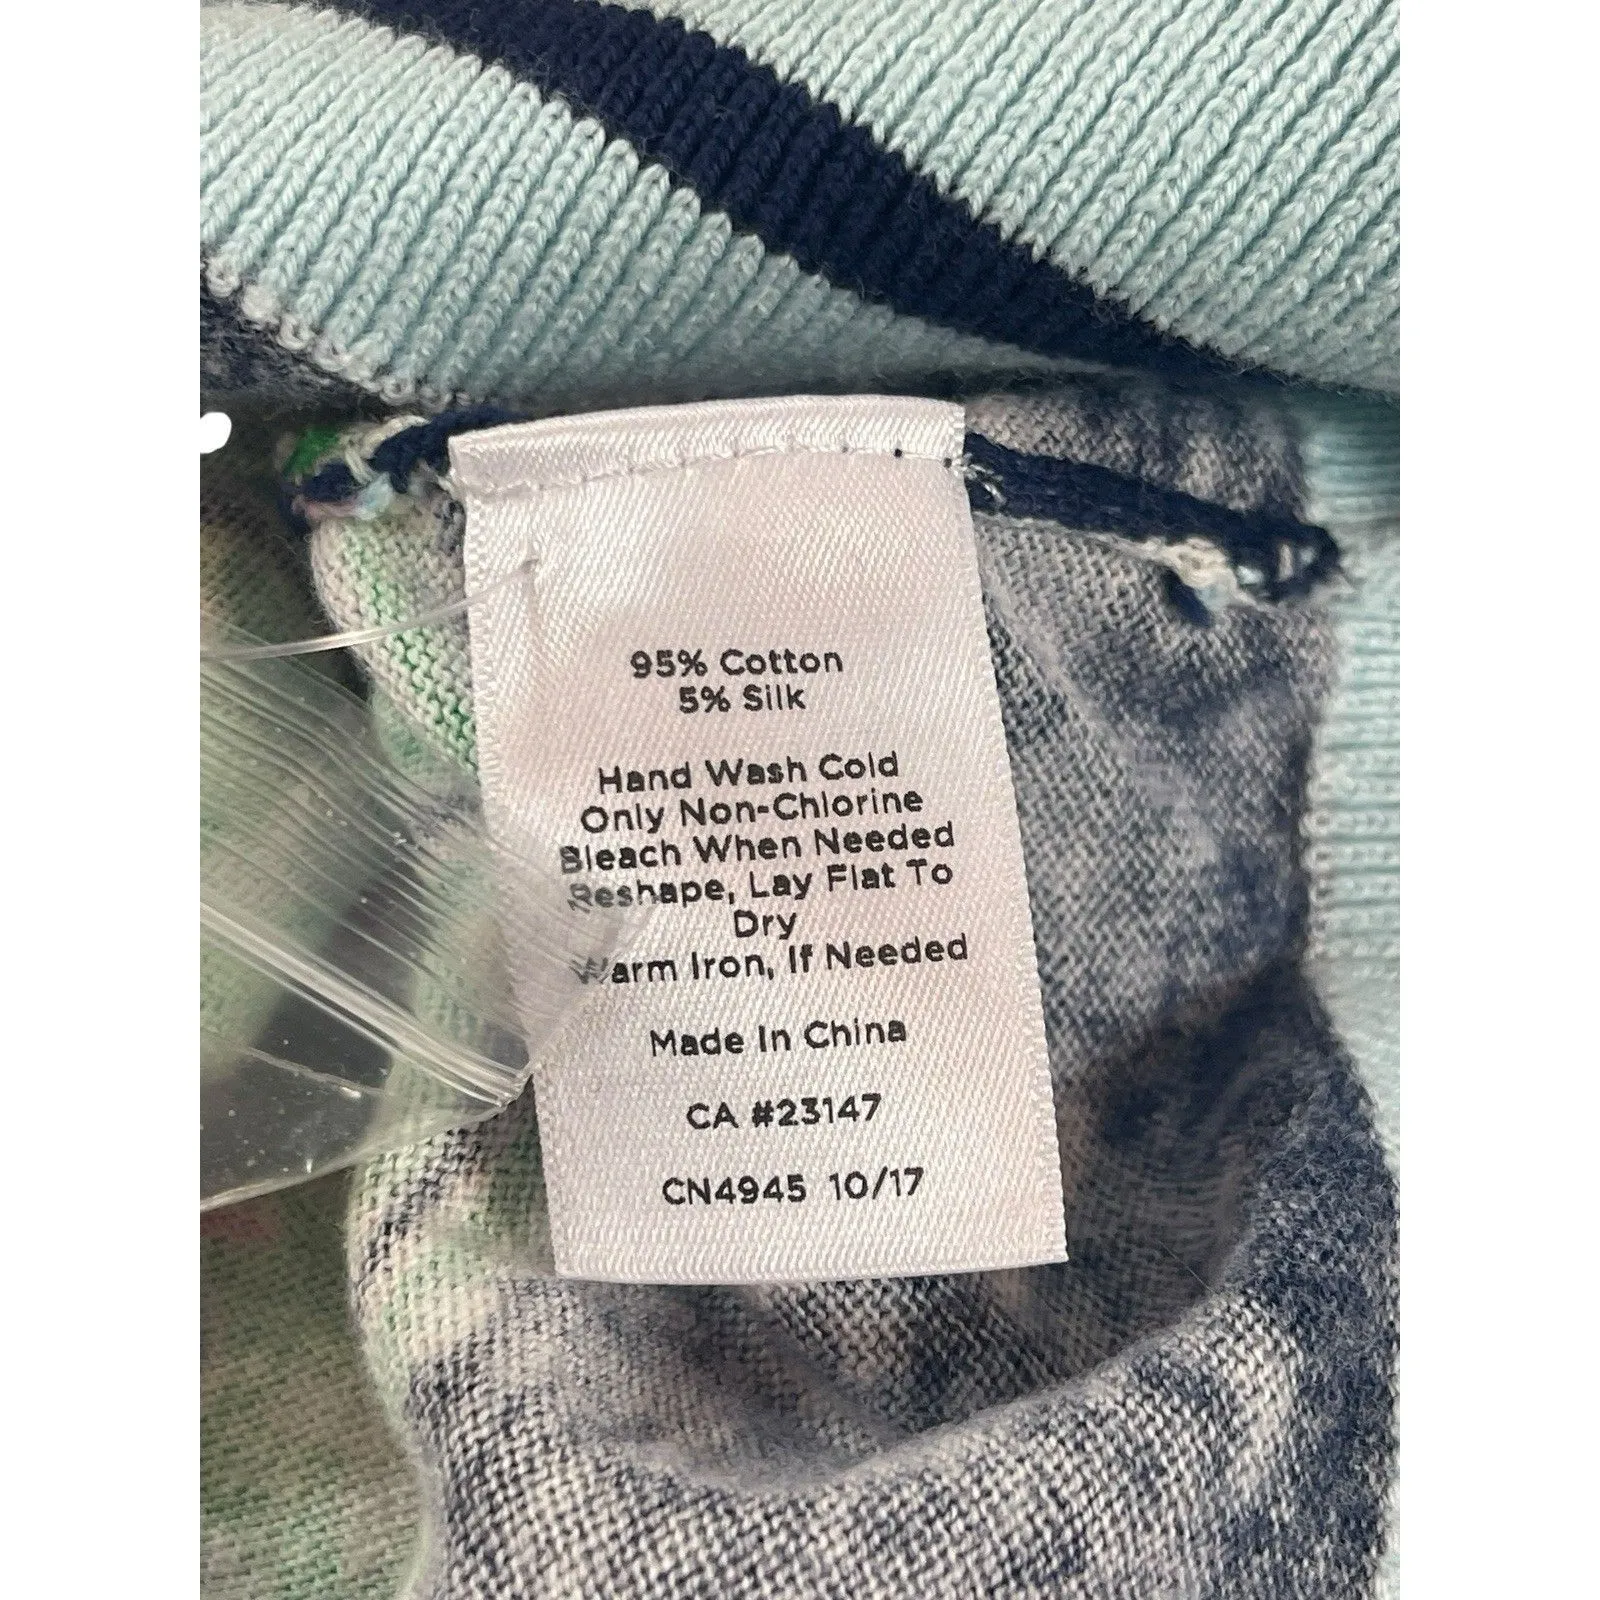 95% Cotton
5% Silk
Hand Wash Cold
Only Non-Chlorine
Bleach When Needed
Reshape, Lay Flat To
Dry
Warm Iron, If Needed
Made In China
CA #23147
CN4945 10/17